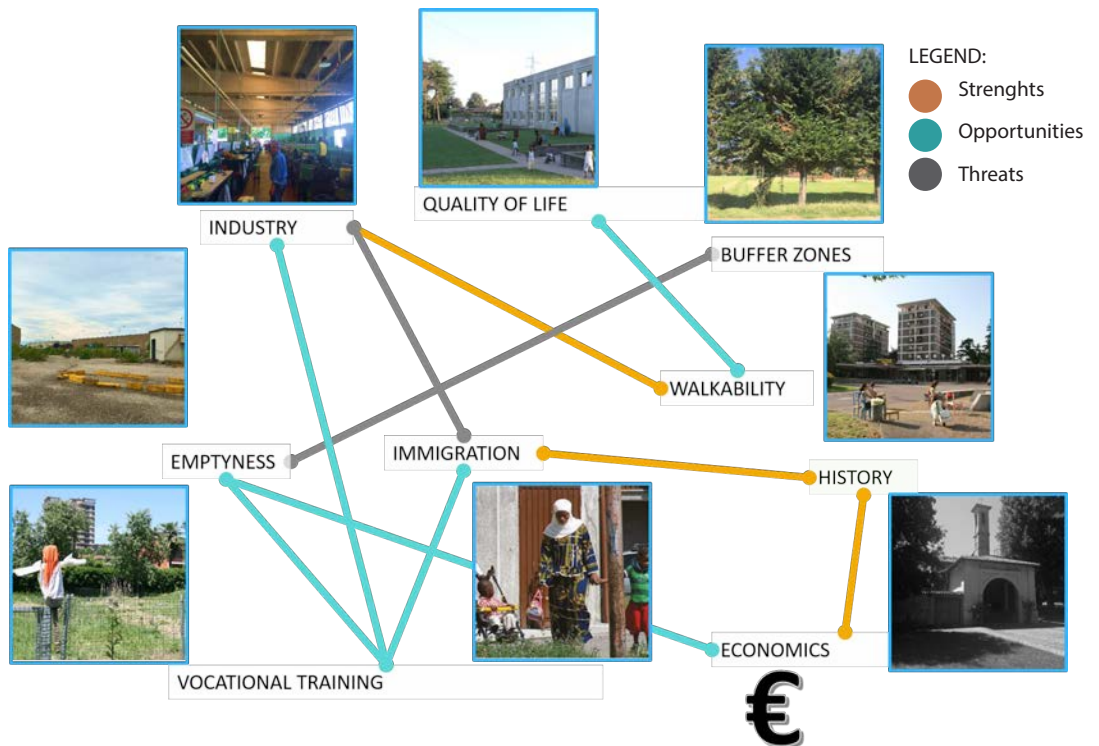 LEGEND:
Strenghts
Opportunities
Threats
QUALITY OF LIFE
INDUSTRY
BUFFER ZONES
WALKABILITY
IMMIGRATION
EMPTYNESS
HISTORY
ECONOMICS
VOCATIONAL TRAINING
€